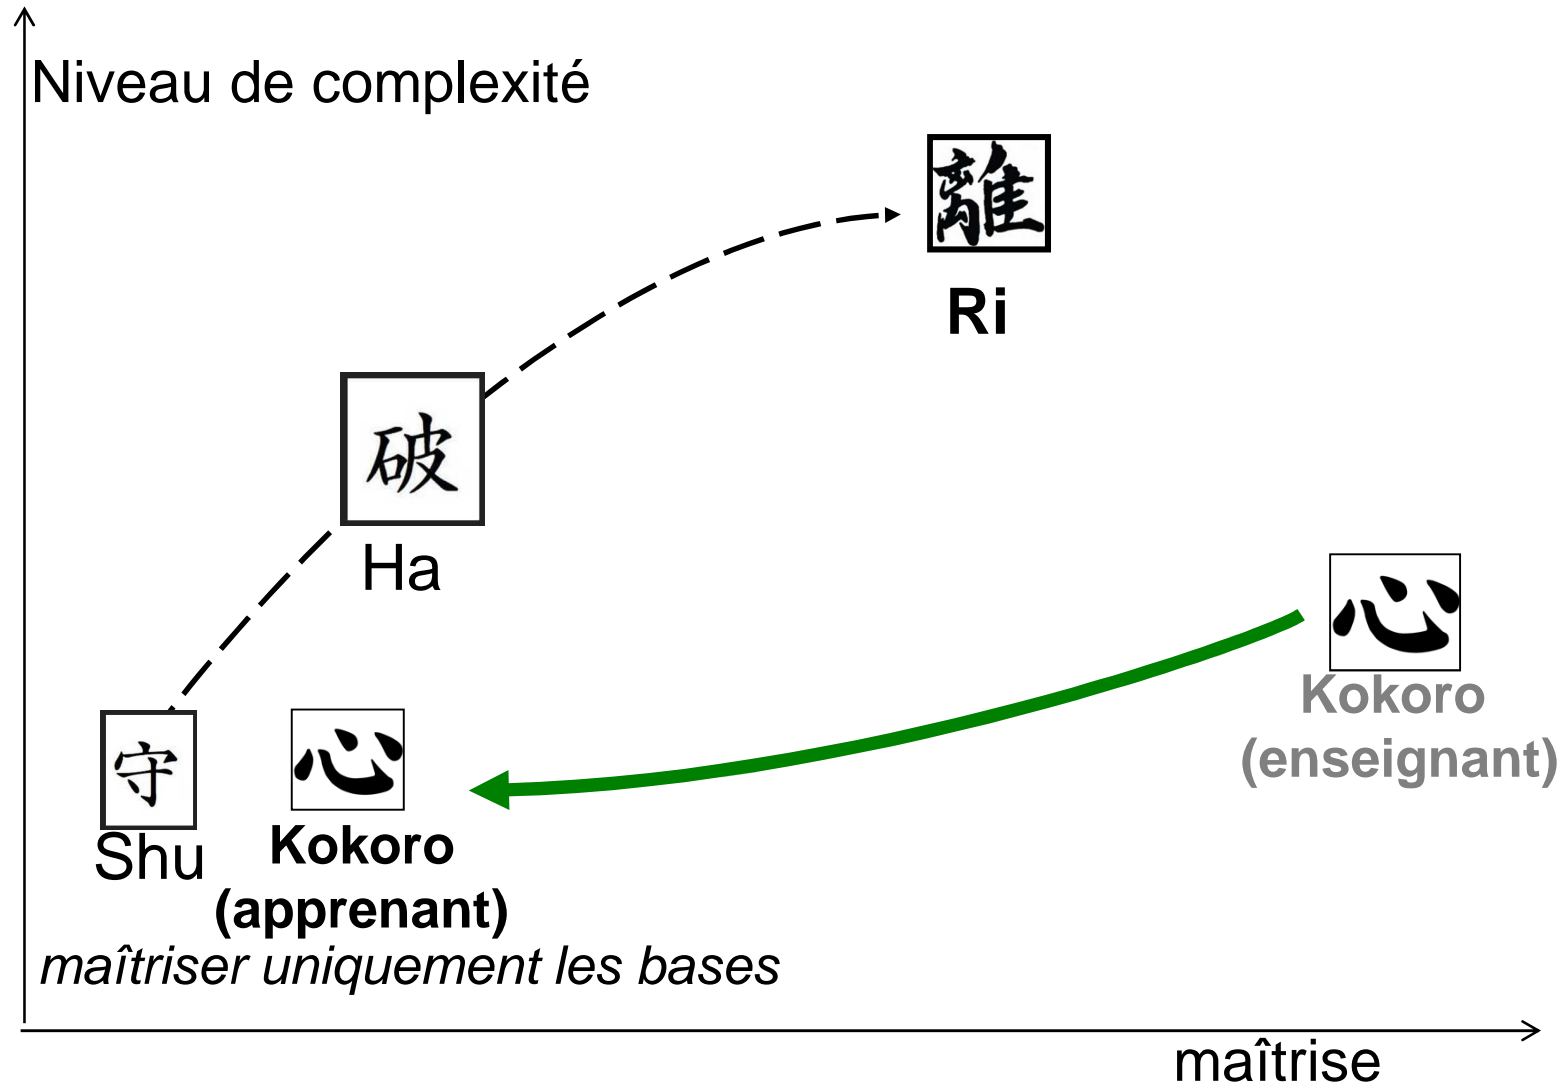 Niveau de complexité
離
Ri
破
Ha
心
Kokoro
(enseignant)
守
Shu
心
Kokoro
(apprenant)
maîtriser uniquement les bases
maîtrise